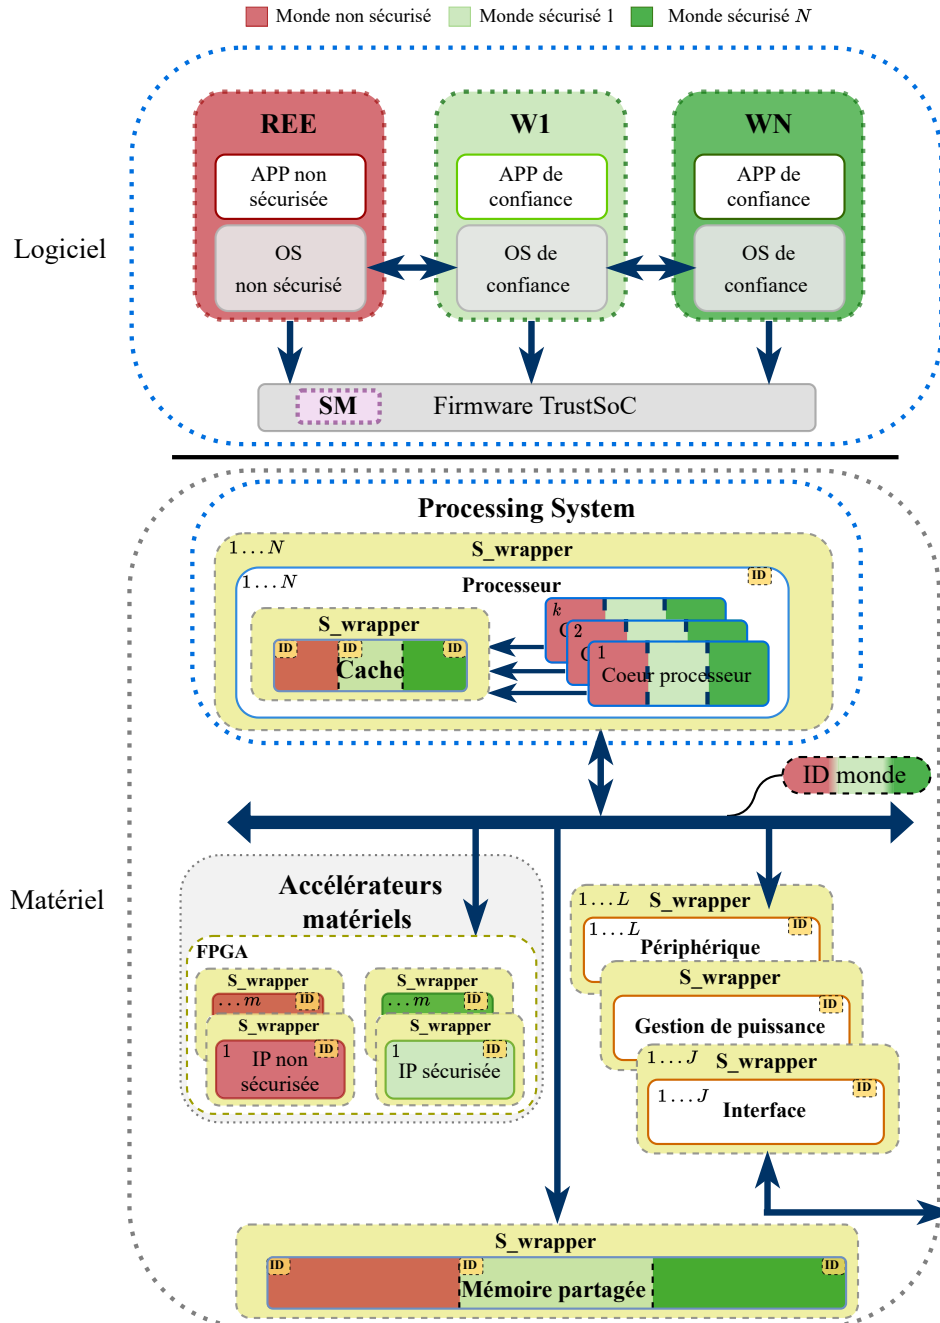 Monde non sécurisé Monde sécurisé 1 Monde sécurisé N
REE W1 WN
APP non
sécurisée
APP de
confiance
APP de
confiance
Logiciel
OS
non sécurisé
OS de
confiance
OS de
confiance
SM Firmware TrustSoC
Processing System
1 … N S_wrapper
1 … N Processeur ID
S_wrapper
ID ID ID
Cache
k
C
2
C
1
Coeur processeur
ID monde
Matériel
Accélérateurs
matériels
FPGA
S_wrapper
… m ID
S_wrapper
1 ID
IP non
sécurisée
S_wrapper
… m ID
S_wrapper
1 ID
IP sécurisée
1 … L S_wrapper
1 … L ID
Périphérique
S_wrapper
ID
Gestion de puissance
1 … J S_wrapper
1 … J ID
Interface
S_wrapper
ID ID ID
Mémoire partagée